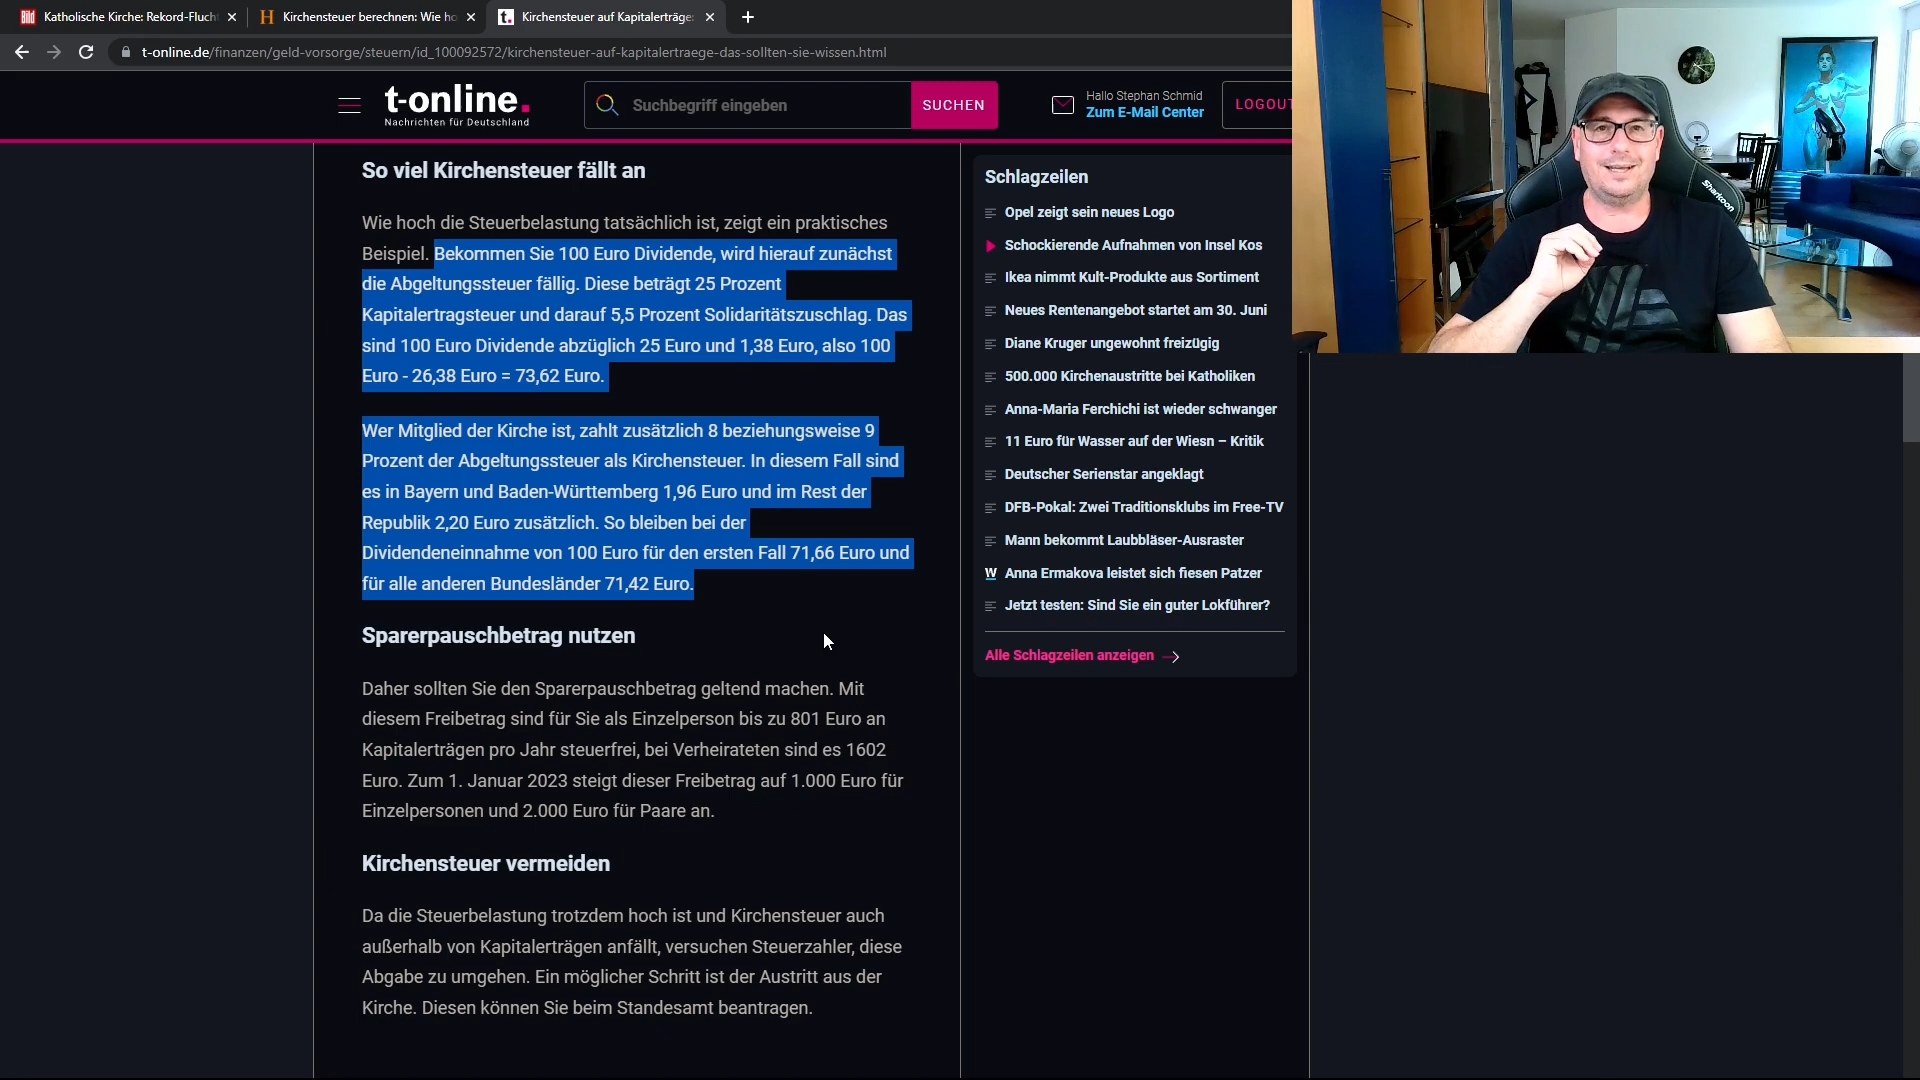 Bild
Katholische Kirche: Rekord-Flucht
H
Kirchensteuer berechnen: Wie ho
t.
Kirchensteuer auf Kapitalerträge:
t-online.de/finanzen/geld-vorsorge/steuern/id_100092572/kirchensteuer-auf-kapitalertraege-das-sollten-sie-wissen.html
t-online.
Nachrichten für Deutschland
Suchbegriff eingeben
SUCHEN
Hallo Stephan Schmid
Zum E-Mail Center
LOGOUT
So viel Kirchensteuer fällt an
Wie hoch die Steuerbelastung tatsächlich ist, zeigt ein praktisches
Beispiel. Bekommen Sie 100 Euro Dividende, wird hierauf zunächst
die Abgeltungssteuer fällig. Diese beträgt 25 Prozent
Kapitalertragsteuer und darauf 5,5 Prozent Solidaritätszuschlag. Das
sind 100 Euro Dividende abzüglich 25 Euro und 1,38 Euro, also 100
Euro - 26,38 Euro = 73,62 Euro.
Wer Mitglied der Kirche ist, zahlt zusätzlich 8 beziehungsweise 9
Prozent der Abgeltungssteuer als Kirchensteuer. In diesem Fall sind
es in Bayern und Baden-Württemberg 1,96 Euro und im Rest der
Republik 2,20 Euro zusätzlich. So bleiben bei der
Dividendeneinnahme von 100 Euro für den ersten Fall 71,66 Euro und
für alle anderen Bundesländer 71,42 Euro.
Sparerpauschbetrag nutzen
Daher sollten Sie den Sparerpauschbetrag geltend machen. Mit
diesem Freibetrag sind für Sie als Einzelperson bis zu 801 Euro an
Kapitalerträgen pro Jahr steuerfrei, bei Verheirateten sind es 1602
Euro. Zum 1. Januar 2023 steigt dieser Freibetrag auf 1.000 Euro für
Einzelpersonen und 2.000 Euro für Paare an.
Kirchensteuer vermeiden
Da die Steuerbelastung trotzdem hoch ist und Kirchensteuer auch
außerhalb von Kapitalerträgen anfällt, versuchen Steuerzahler, diese
Abgabe zu umgehen. Ein möglicher Schritt ist der Austritt aus der
Kirche. Diesen können Sie beim Standesamt beantragen.
Schlagzeilen
Opel zeigt sein neues Logo
Schockierende Aufnahmen von Insel Kos
Ikea nimmt Kult-Produkte aus Sortiment
Neues Rentenangebot startet am 30. Juni
Diane Kruger ungewohnt freizügig
500.000 Kirchenaustritte bei Katholiken
Anna-Maria Ferchichi ist wieder schwanger
11 Euro für Wasser auf der Wiesn – Kritik
Deutscher Serienstar angeklagt
DFB-Pokal: Zwei Traditionsklubs im Free-TV
Mann bekommt Laubbläser-Ausraster
W Anna Ermakova leistet sich fiesen Patzer
Jetzt testen: Sind Sie ein guter Lokführer?
Alle Schlagzeilen anzeigen
Sharkoon